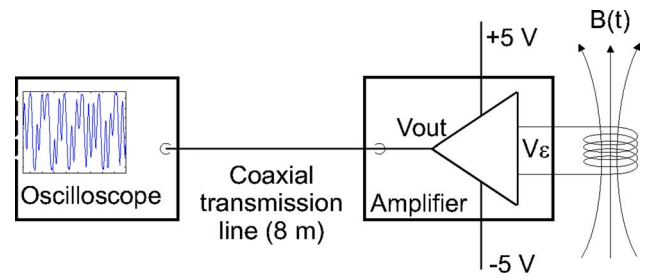 B(t)
+5 V
Vout
Vε
Oscilloscope
Coaxial
transmission
line (8 m)
Amplifier
-5 V